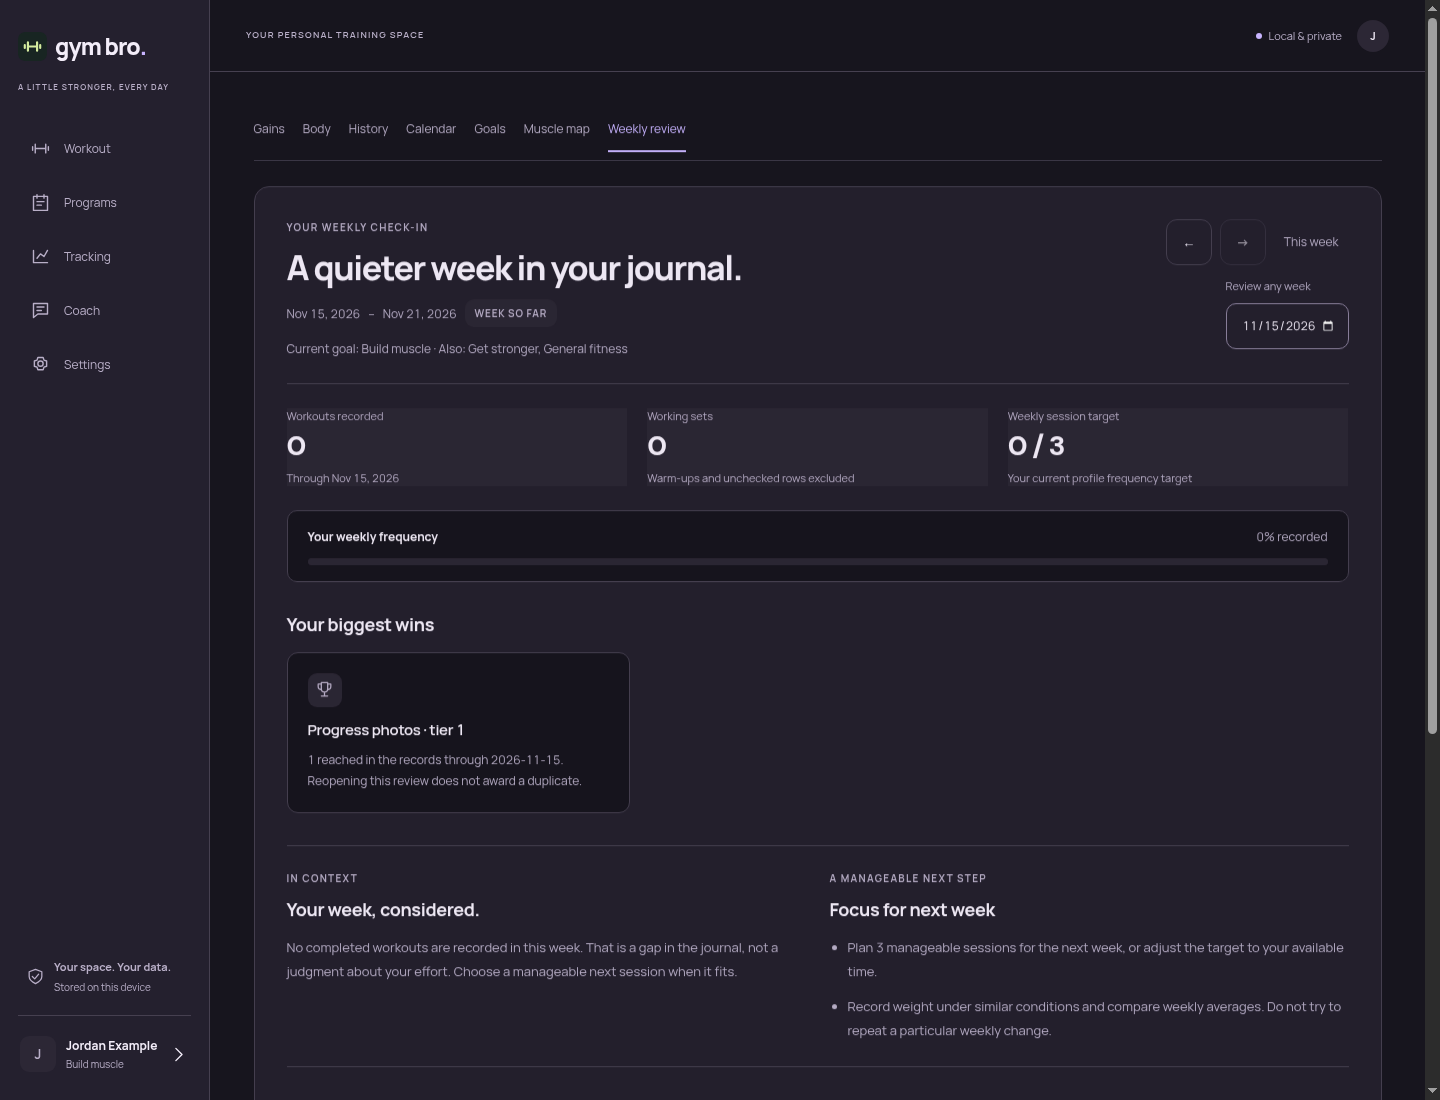 gym bro.
A LITTLE STRONGER, EVERY DAY
Workout
Programs
Tracking
Coach
Settings
Your space. Your data.
Stored on this device
J
Jordan Example
Build muscle
YOUR PERSONAL TRAINING SPACE
Local & private
J
Gains
Body
History
Calendar
Goals
Muscle map
Weekly review
YOUR WEEKLY CHECK-IN
A quieter week in your journal.
Nov 15, 2026 – Nov 21, 2026
WEEK SO FAR
Current goal: Build muscle · Also: Get stronger, General fitness
← → This week
Review any week
11/15/2026
Workouts recorded
0
Through Nov 15, 2026
Working sets
0
Warm-ups and unchecked rows excluded
Weekly session target
0 / 3
Your current profile frequency target
Your weekly frequency
0% recorded
Your biggest wins
Progress photos · tier 1
1 reached in the records through 2026-11-15.
Reopening this review does not award a duplicate.
IN CONTEXT
Your week, considered.
No completed workouts are recorded in this week. That is a gap in the journal, not a
judgment about your effort. Choose a manageable next session when it fits.
A MANAGEABLE NEXT STEP
Focus for next week
• Plan 3 manageable sessions for the next week, or adjust the target to your available
time.
• Record weight under similar conditions and compare weekly averages. Do not try to
repeat a particular weekly change.